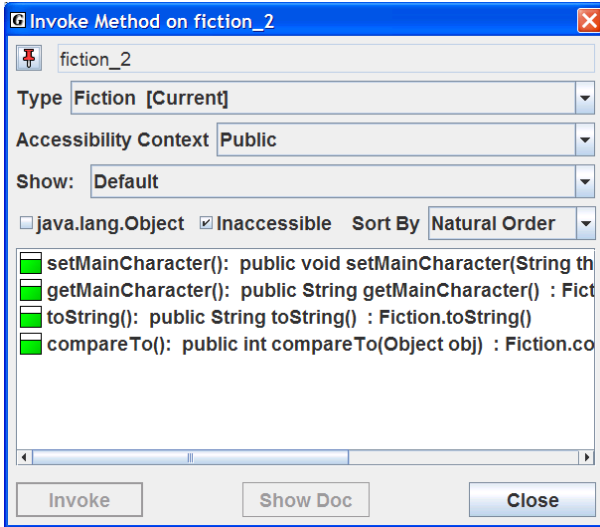 G Invoke Method on fiction_2
fiction_2
Type Fiction [Current]
Accessibility Context Public
Show: Default
java.lang.Object Inaccessible Sort By Natural Order
setMainCharacter(): public void setMainCharacter(String th
getMainCharacter(): public String getMainCharacter() : Fict
toString(): public String toString() : Fiction.toString()
compareTo(): public int compareTo(Object obj) : Fiction.co
Invoke Show Doc Close